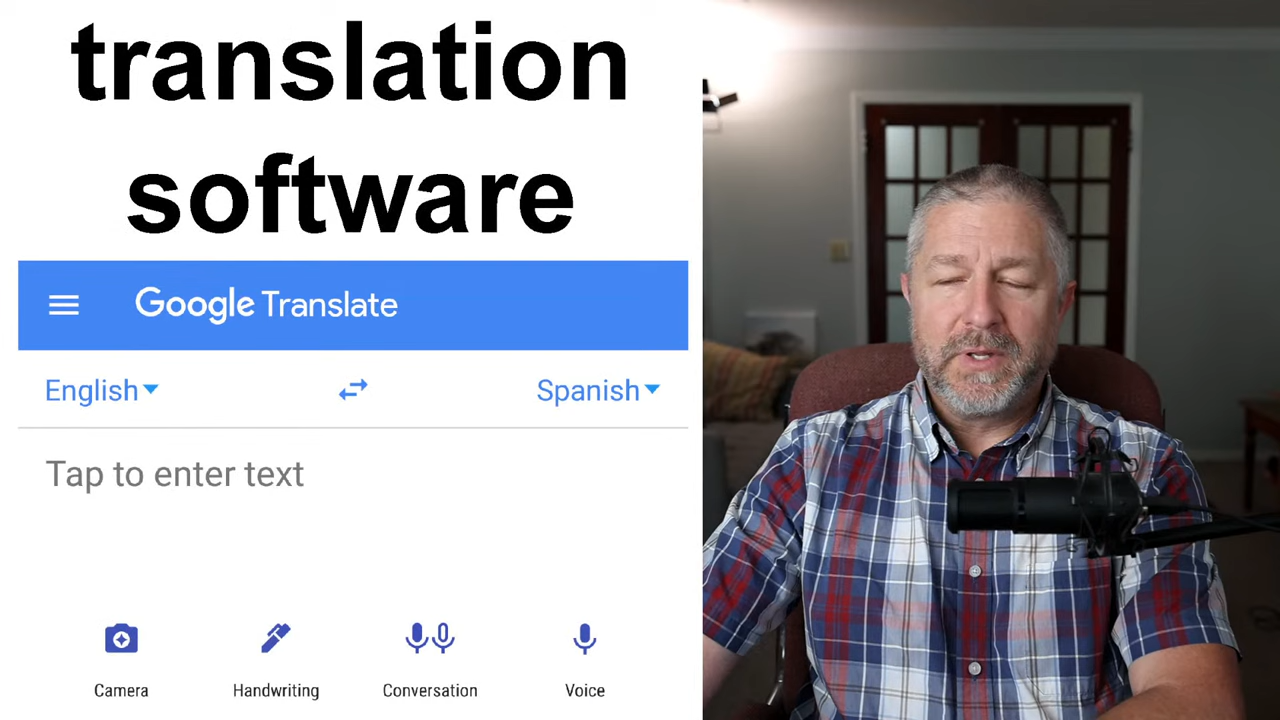 translation
software
Google Translate
English Spanish
Tap to enter text
Camera Handwriting Conversation Voice